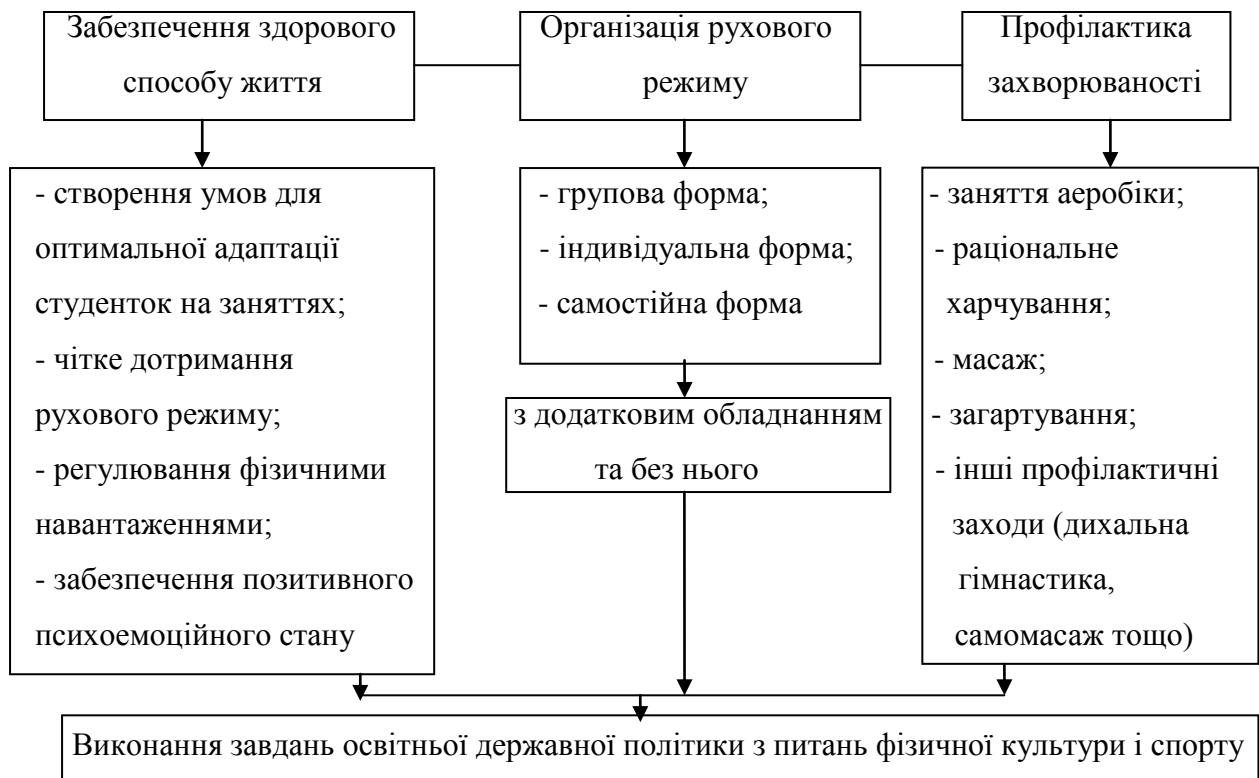 Забезпечення здорового
способу життя
Організація рухового
режиму
Профілактика
захворюваності
- створення умов для
оптимальної адаптації
студенток на заняттях;
- чітке дотримання
рухового режиму;
- регулювання фізичними
навантаженнями;
- забезпечення позитивного
психоемоційного стану
- групова форма;
- індивідуальна форма;
- самостійна форма
з додатковим обладнанням
та без нього
- заняття аеробіки;
- раціональне
харчування;
- масаж;
- загартування;
- інші профілактичні
заходи (дихальна
гімнастика,
самомасаж тощо)
Виконання завдань освітньої державної політики з питань фізичної культури і спорту